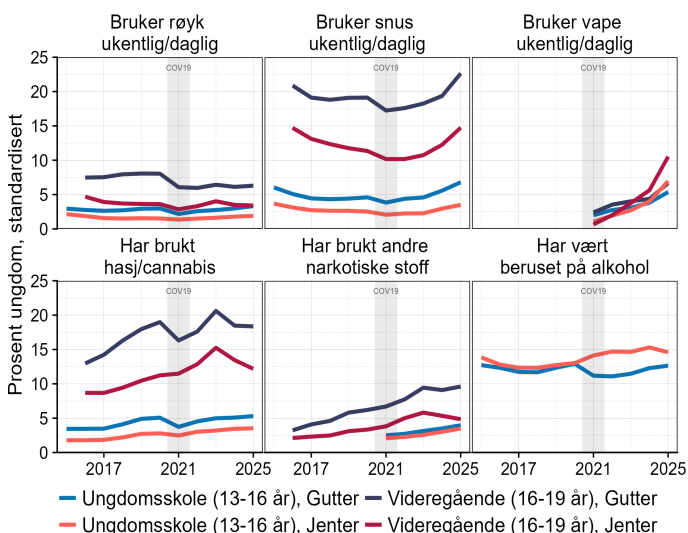 Bruker røyk
ukentlig/daglig
Bruker snus
ukentlig/daglig
Bruker vape
ukentlig/daglig
Prosent ungdom, standardisert
25
20
15
10
5
0
COV19
COV19
COV19
Har brukt
hasj/cannabis
Har brukt andre
narkotiske stoff
Har vært
beruset på alkohol
25
20
15
10
5
0
COV19
COV19
COV19
2017 2021 2025
2017 2021 2025
2017 2021 2025
Ungdomsskole (13-16 år), Gutter
Videregående (16-19 år), Gutter
Ungdomsskole (13-16 år), Jenter
Videregående (16-19 år), Jenter